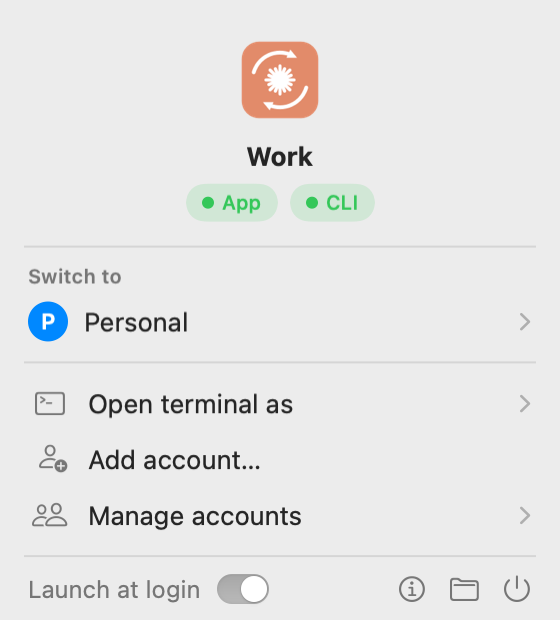 Work
App CLI
Switch to
P Personal
Open terminal as
Add account...
Manage accounts
Launch at login